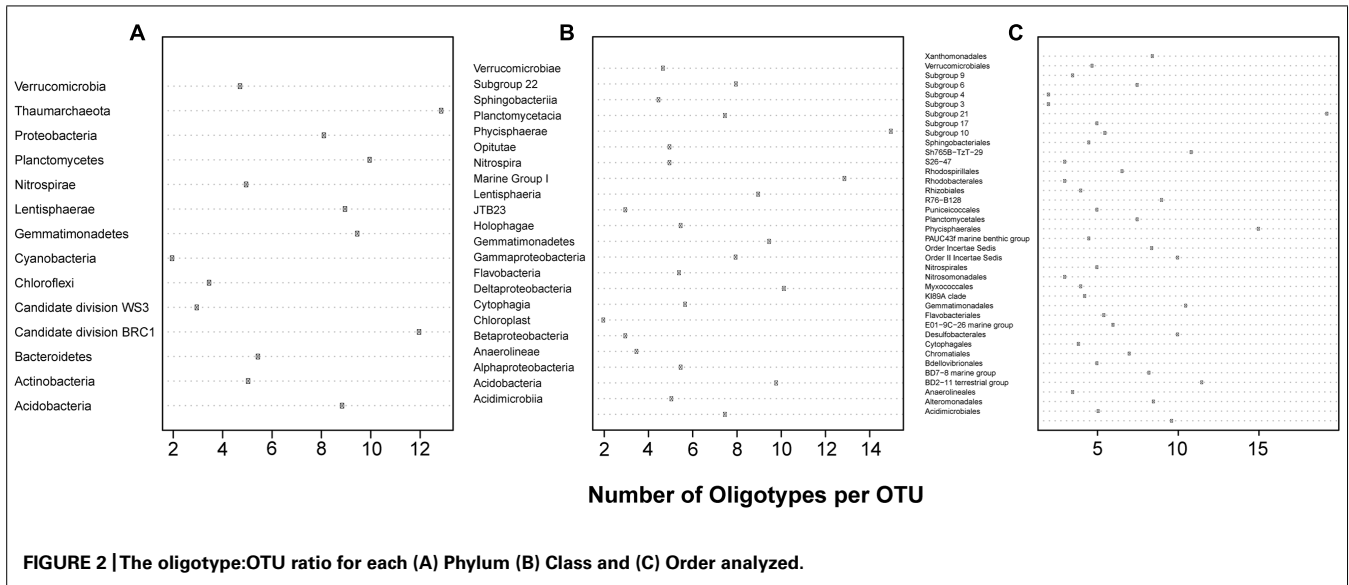 A
Verrucomicrobia
Thaumarchaeota
Proteobacteria
Planctomycetes
Nitrospirae
Lentisphaerae
Gemmatimonadetes
Cyanobacteria
Chloroflexi
Candidate division WS3
Candidate division BRC1
Bacteroidetes
Actinobacteria
Acidobacteria
2 4 6 8 10 12
B
Verrucomicrobiae
Subgroup 22
Sphingobacteriia
Planctomycetacia
Phycisphaerae
Opitutae
Nitrospira
Marine Group I
Lentisphaeria
JTB23
Holophagae
Gemmatimonadetes
Gammaproteobacteria
Flavobacteria
Deltaproteobacteria
Cytophagia
Chloroplast
Betaproteobacteria
Anaerolineae
Alphaproteobacteria
Acidobacteria
Acidimicrobiia
2 4 6 8 10 12 14
C
Xanthomonadales
Verrucomicrobiales
Subgroup 9
Subgroup 6
Subgroup 4
Subgroup 3
Subgroup 21
Subgroup 17
Subgroup 10
Sphingobacteriales
Sh765B−TzT−29
S26−47
Rhodospirillales
Rhodobacterales
Rhizobiales
R76−B128
Puniceicoccales
Planctomycetales
Phycisphaerales
PAUC43f marine benthic group
Order Incertae Sedis
Order II Incertae Sedis
Nitrospirales
Nitrosomonadales
Myxococcales
KI89A clade
Gemmatimonadales
Flavobacteriales
E01−9C−26 marine group
Desulfobacterales
Cytophagales
Chromatiales
Bdellovibrionales
BD7−8 marine group
BD2−11 terrestrial group
Anaerolineales
Alteromonadales
Acidimicrobiales
5 10 15
Number of Oligotypes per OTU
FIGURE 2 | The oligotype:OTU ratio for each (A) Phylum (B) Class and (C) Order analyzed.